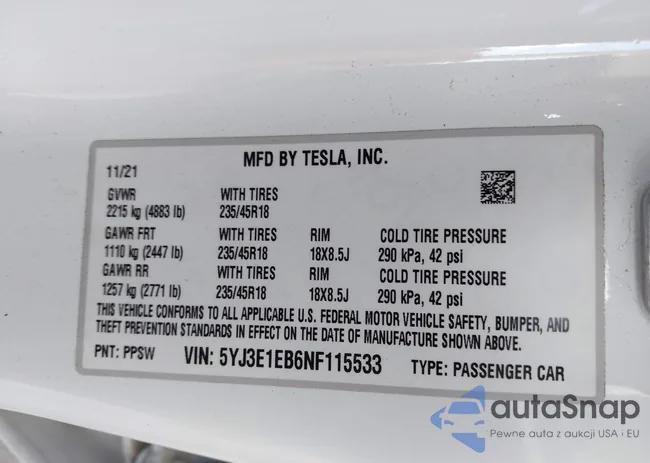 MFD BY TESLA, INC.
11/21
GVWR WITH TIRES
2215 kg (4883 lb) 235/45R18
GAWR FRT WITH TIRES RIM COLD TIRE PRESSURE
1110 kg (2447 lb) 235/45R18 18X8.5J 290 kPa, 42 psi
GAWR RR WITH TIRES RIM COLD TIRE PRESSURE
1257 kg (2771 lb) 235/45R18 18X8.5J 290 kPa, 42 psi
THIS VEHICLE CONFORMS TO ALL APPLICABLE U.S. FEDERAL MOTOR VEHICLE SAFETY, BUMPER, AND
THEFT PREVENTION STANDARDS IN EFFECT ON THE DATE OF MANUFACTURE SHOWN ABOVE.
PNT: PPSW VIN: 5YJ3E1EB6NF115533 TYPE: PASSENGER CAR
autaSnap
Pewne auta z aukcji USA i EU